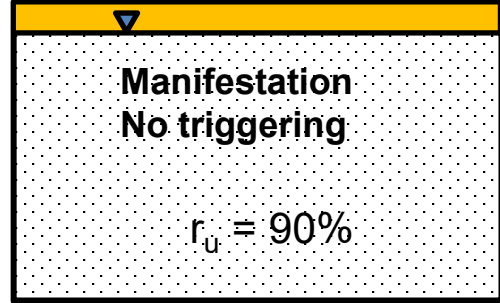 Manifestation
No triggering
r_u = 90%